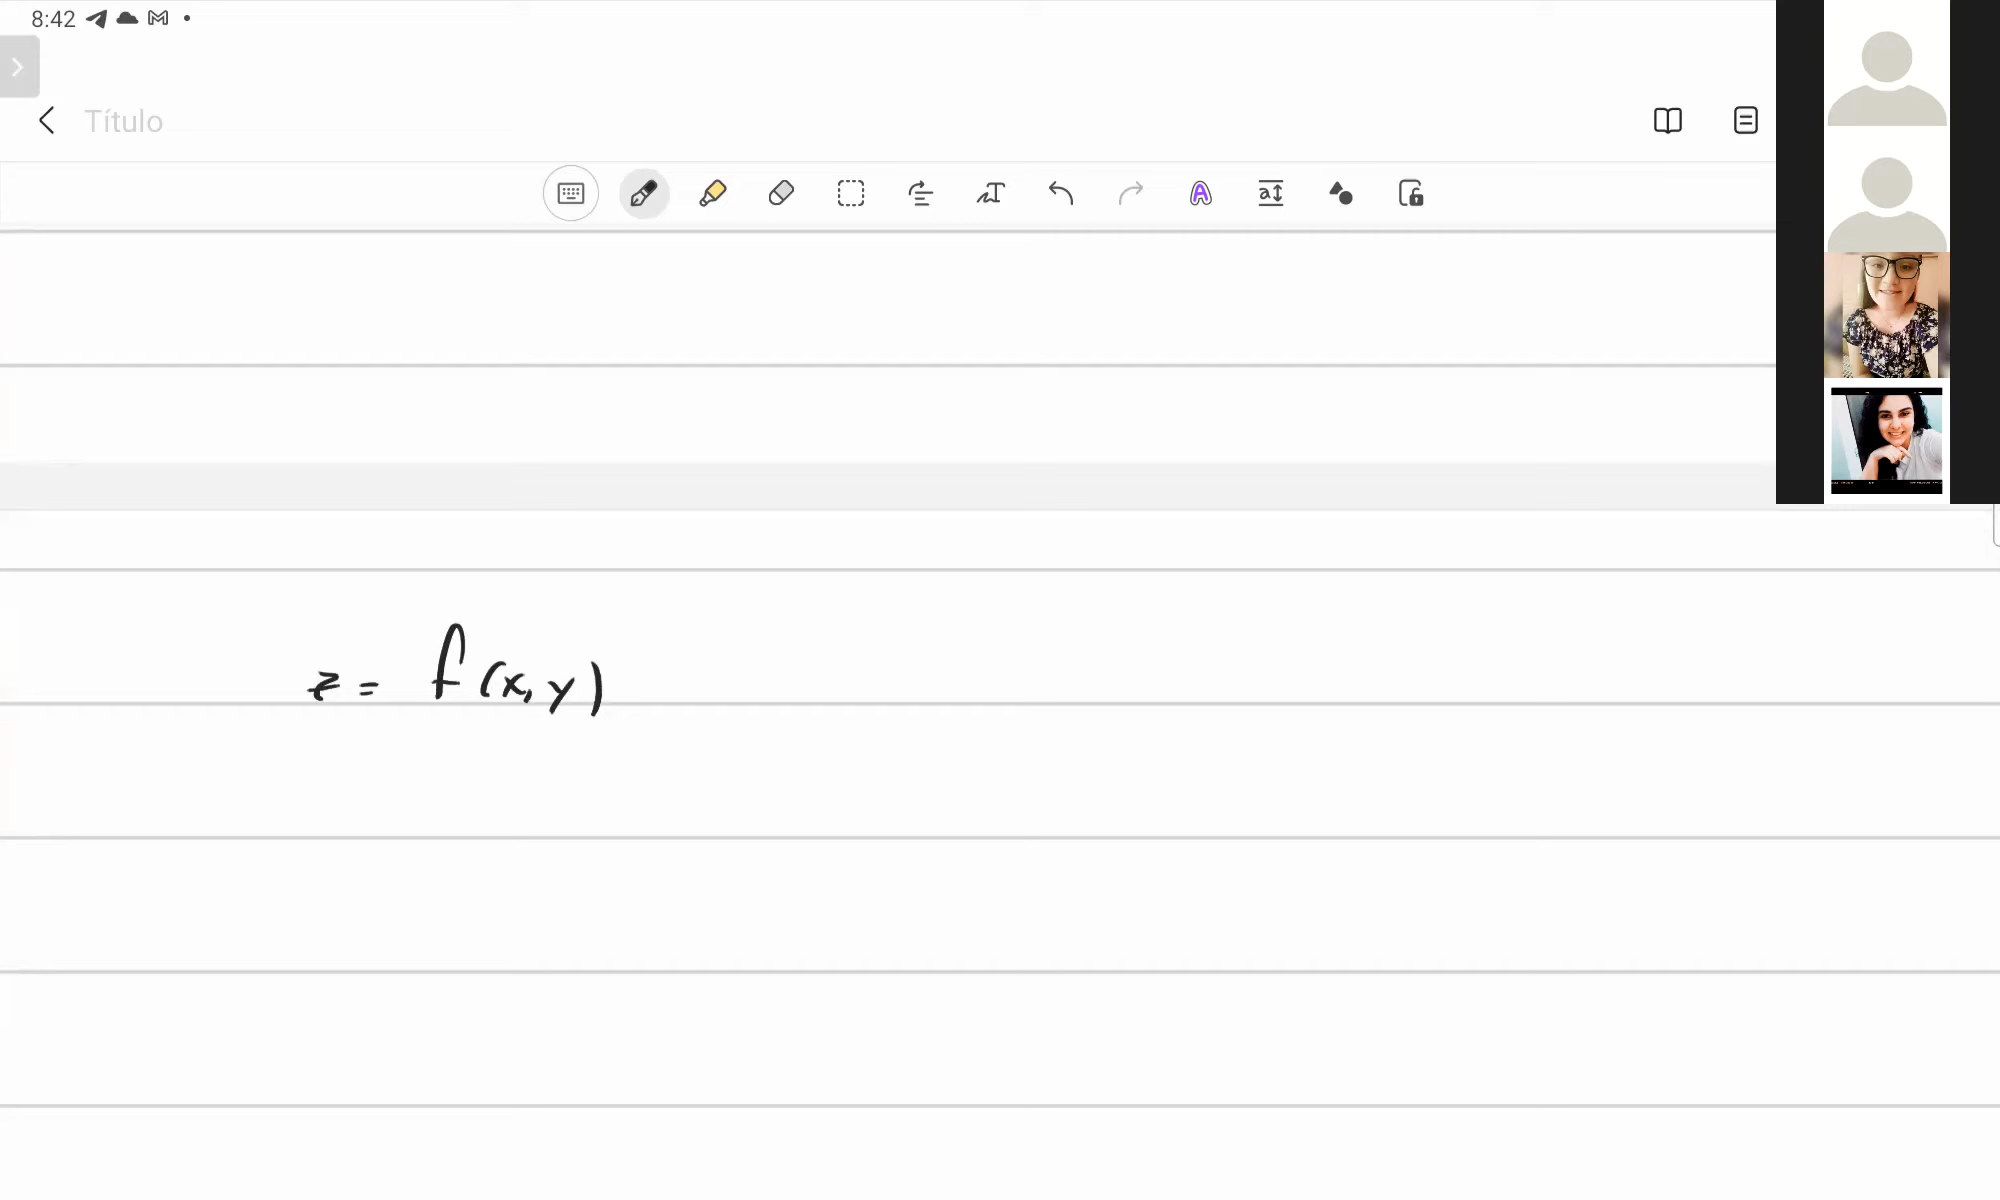 8:42
Título
z = f(x, y)